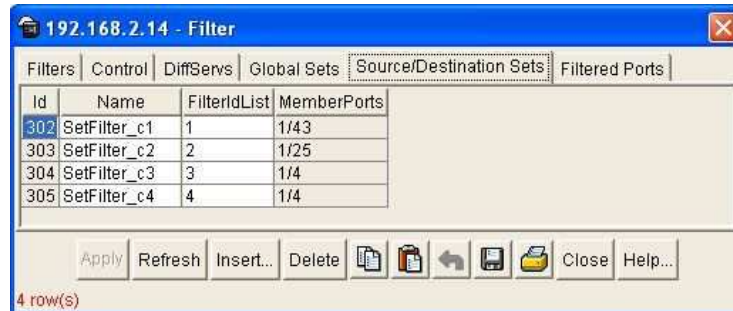 192.168.2.14 - Filter
Filters Control DiffServs Global Sets Source/Destination Sets Filtered Ports
Id Name FilterIdList MemberPorts
302 SetFilter_c1 1 1/43
303 SetFilter_c2 2 1/25
304 SetFilter_c3 3 1/4
305 SetFilter_c4 4 1/4
Apply Refresh Insert... Delete Close Help...
4 row(s)